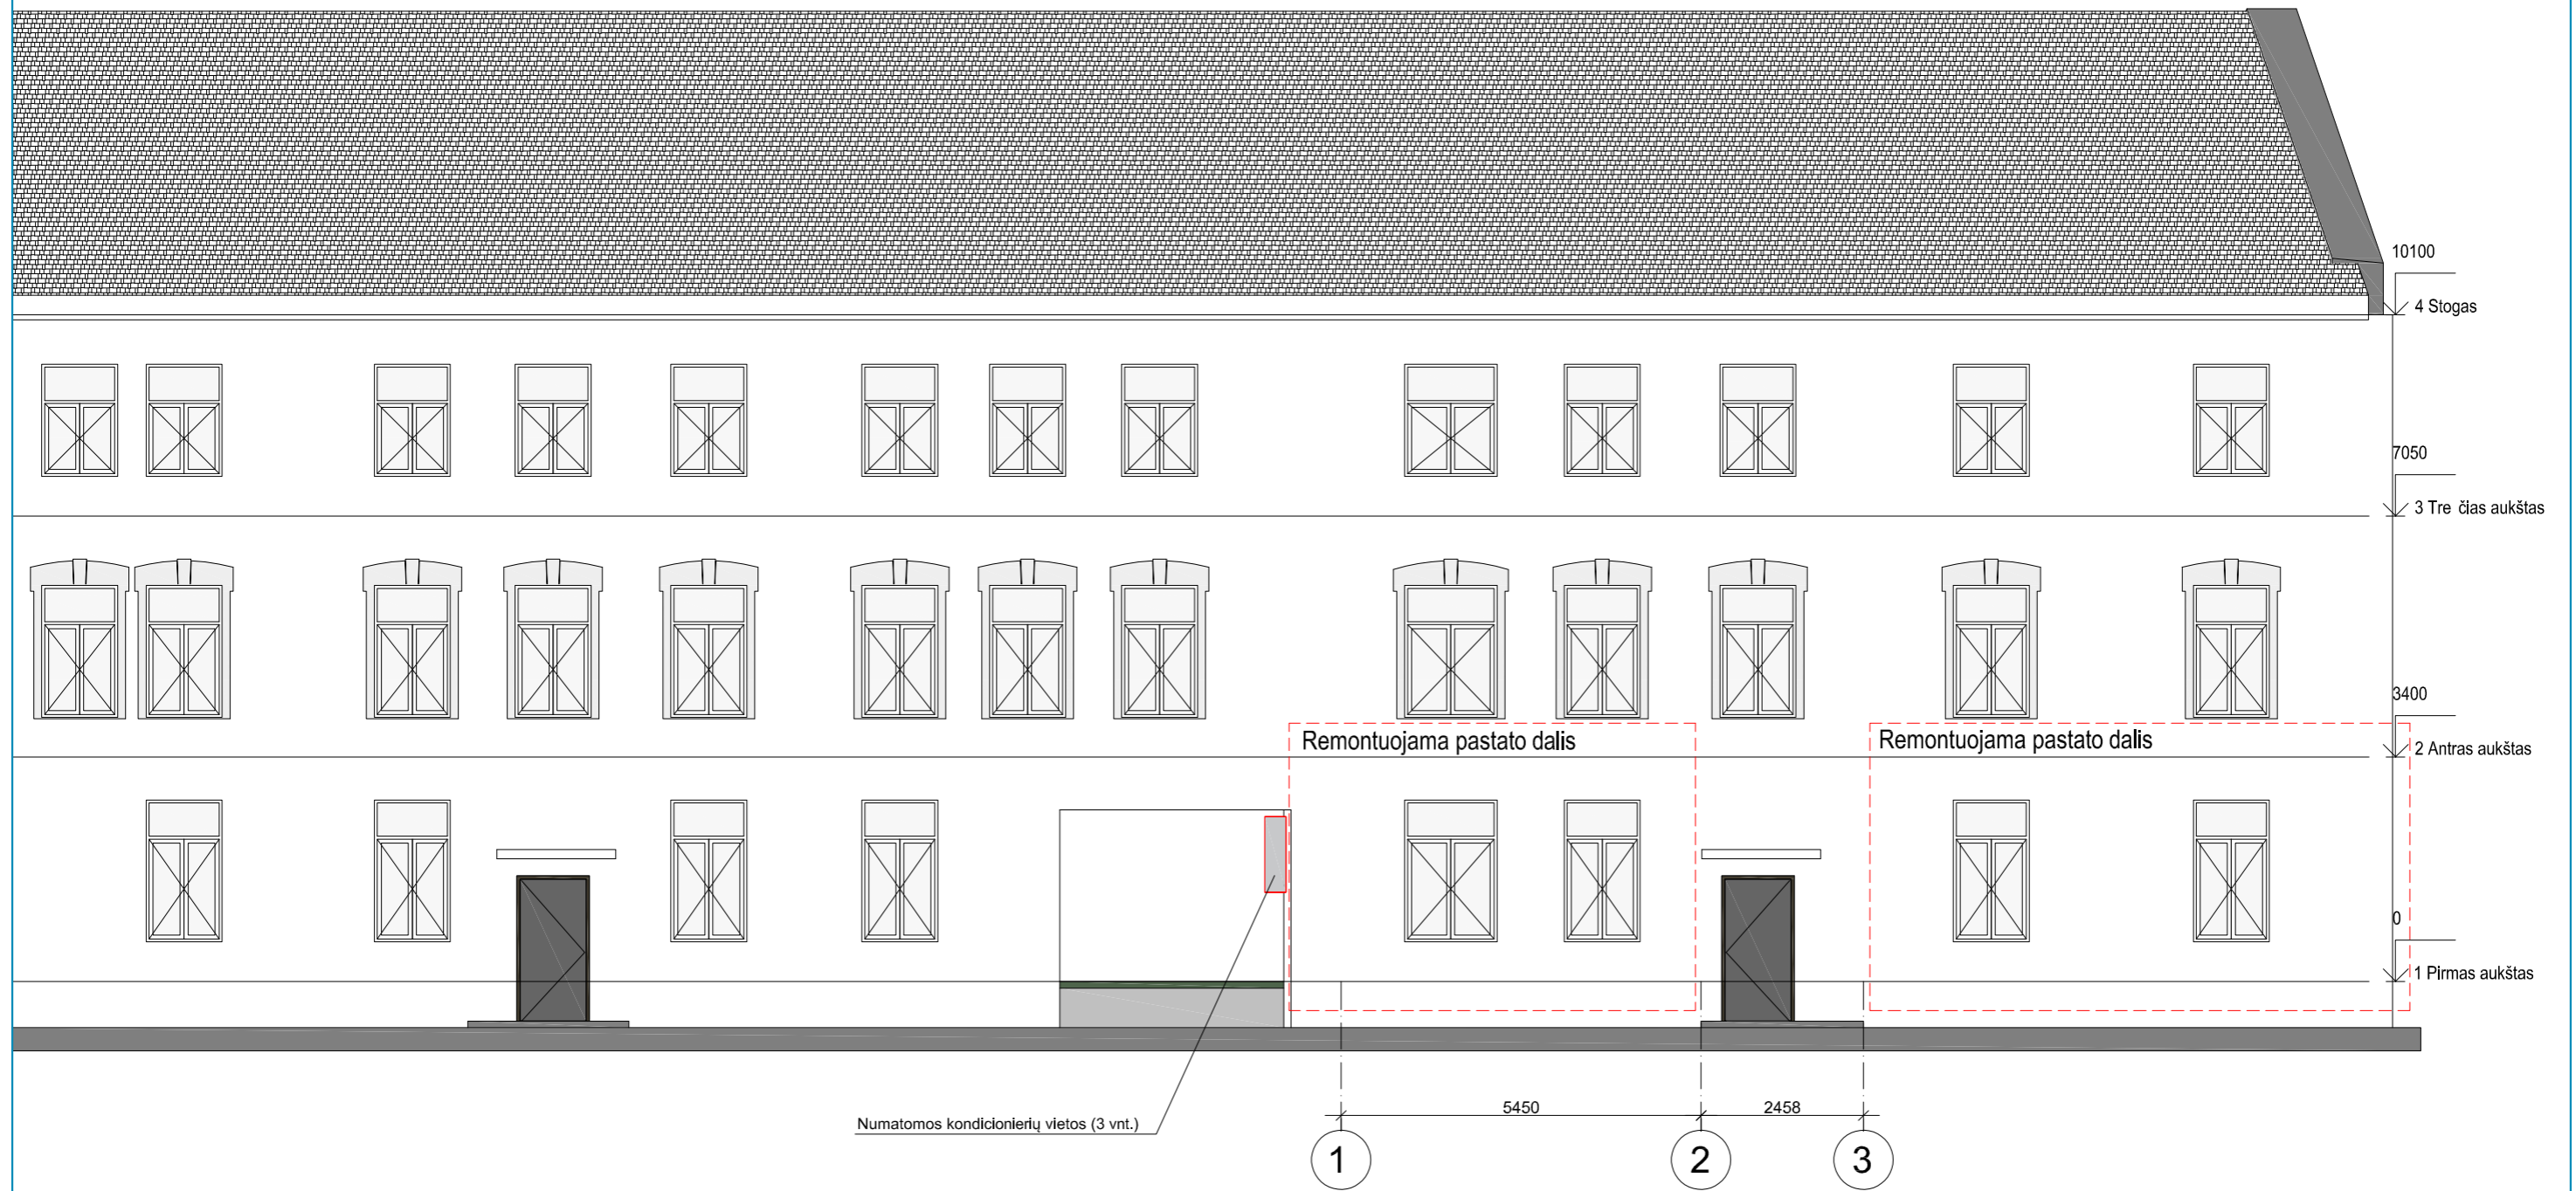 10100
4 Stogas
7050
3 Tre čias aukštas
3400
Remontuojama pastato dalis
Remontuojama pastato dalis
2 Antras aukštas
0
1 Pirmas aukštas
Numatomos kondicionierių vietos (3 vnt.)
5450
2458
1
2
3